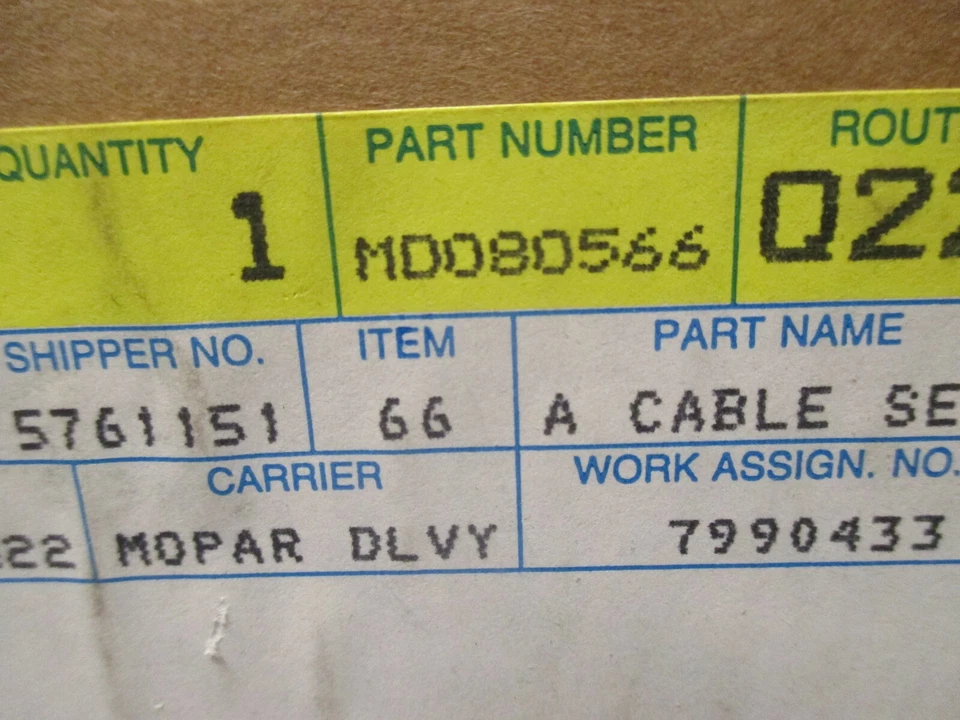 QUANTITY PART NUMBER ROUT
1 MD080566 Q22
SHIPPER NO. ITEM PART NAME
5761151 66 A CABLE SE
CARRIER WORK ASSIGN. NO.
22 MOPAR DLVY 7990433